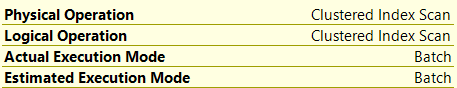 Physical Operation Clustered Index Scan
Logical Operation Clustered Index Scan
Actual Execution Mode Batch
Estimated Execution Mode Batch